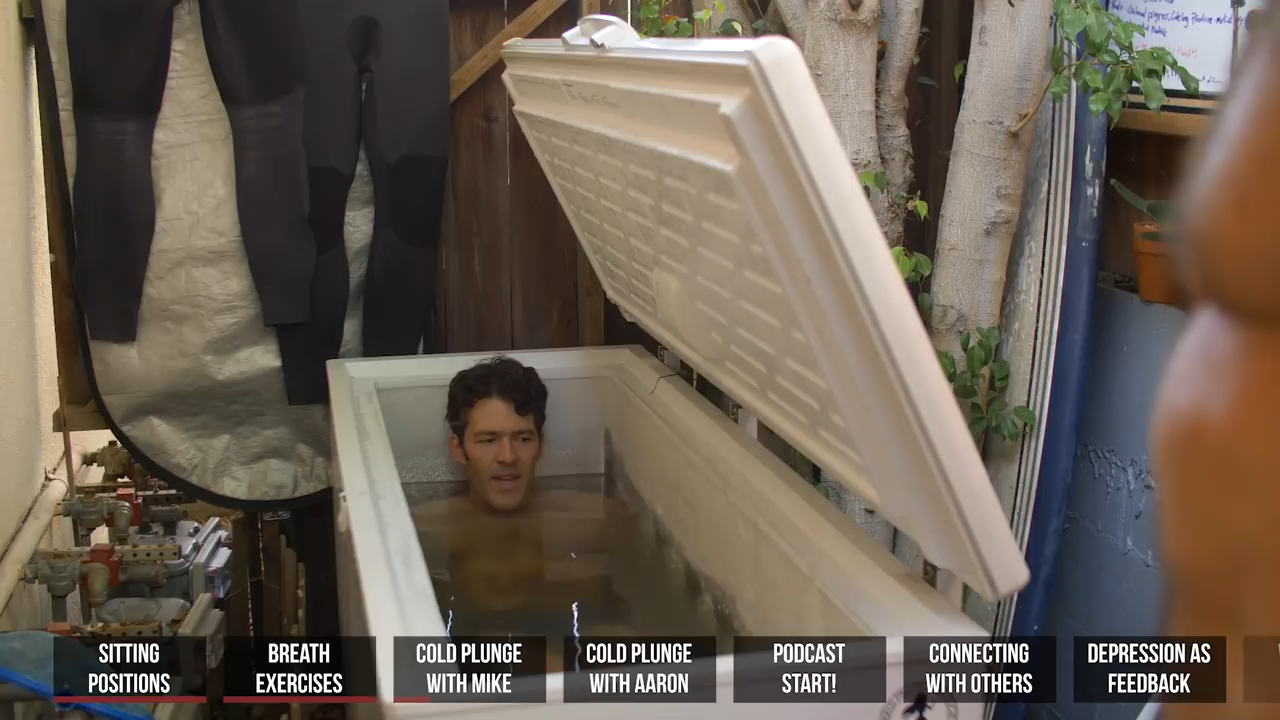 SITTING
POSITIONS
BREATH
EXERCISES
COLD PLUNGE
WITH MIKE
COLD PLUNGE
WITH AARON
PODCAST
START!
CONNECTING
WITH OTHERS
DEPRESSION AS
FEEDBACK